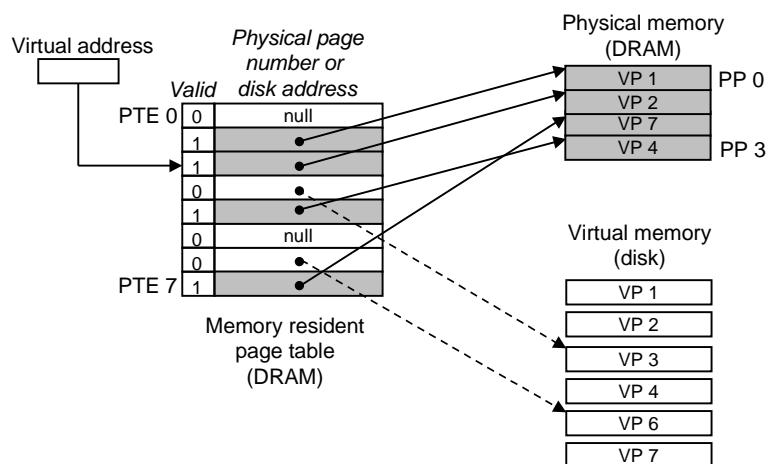 Virtual address
Physical page
number or
disk address
Valid
PTE 0
0
null
1
1
0
1
0
null
0
PTE 7
1
Memory resident
page table
(DRAM)
Physical memory
(DRAM)
VP 1
PP 0
VP 2
VP 7
VP 4
PP 3
Virtual memory
(disk)
VP 1
VP 2
VP 3
VP 4
VP 6
VP 7